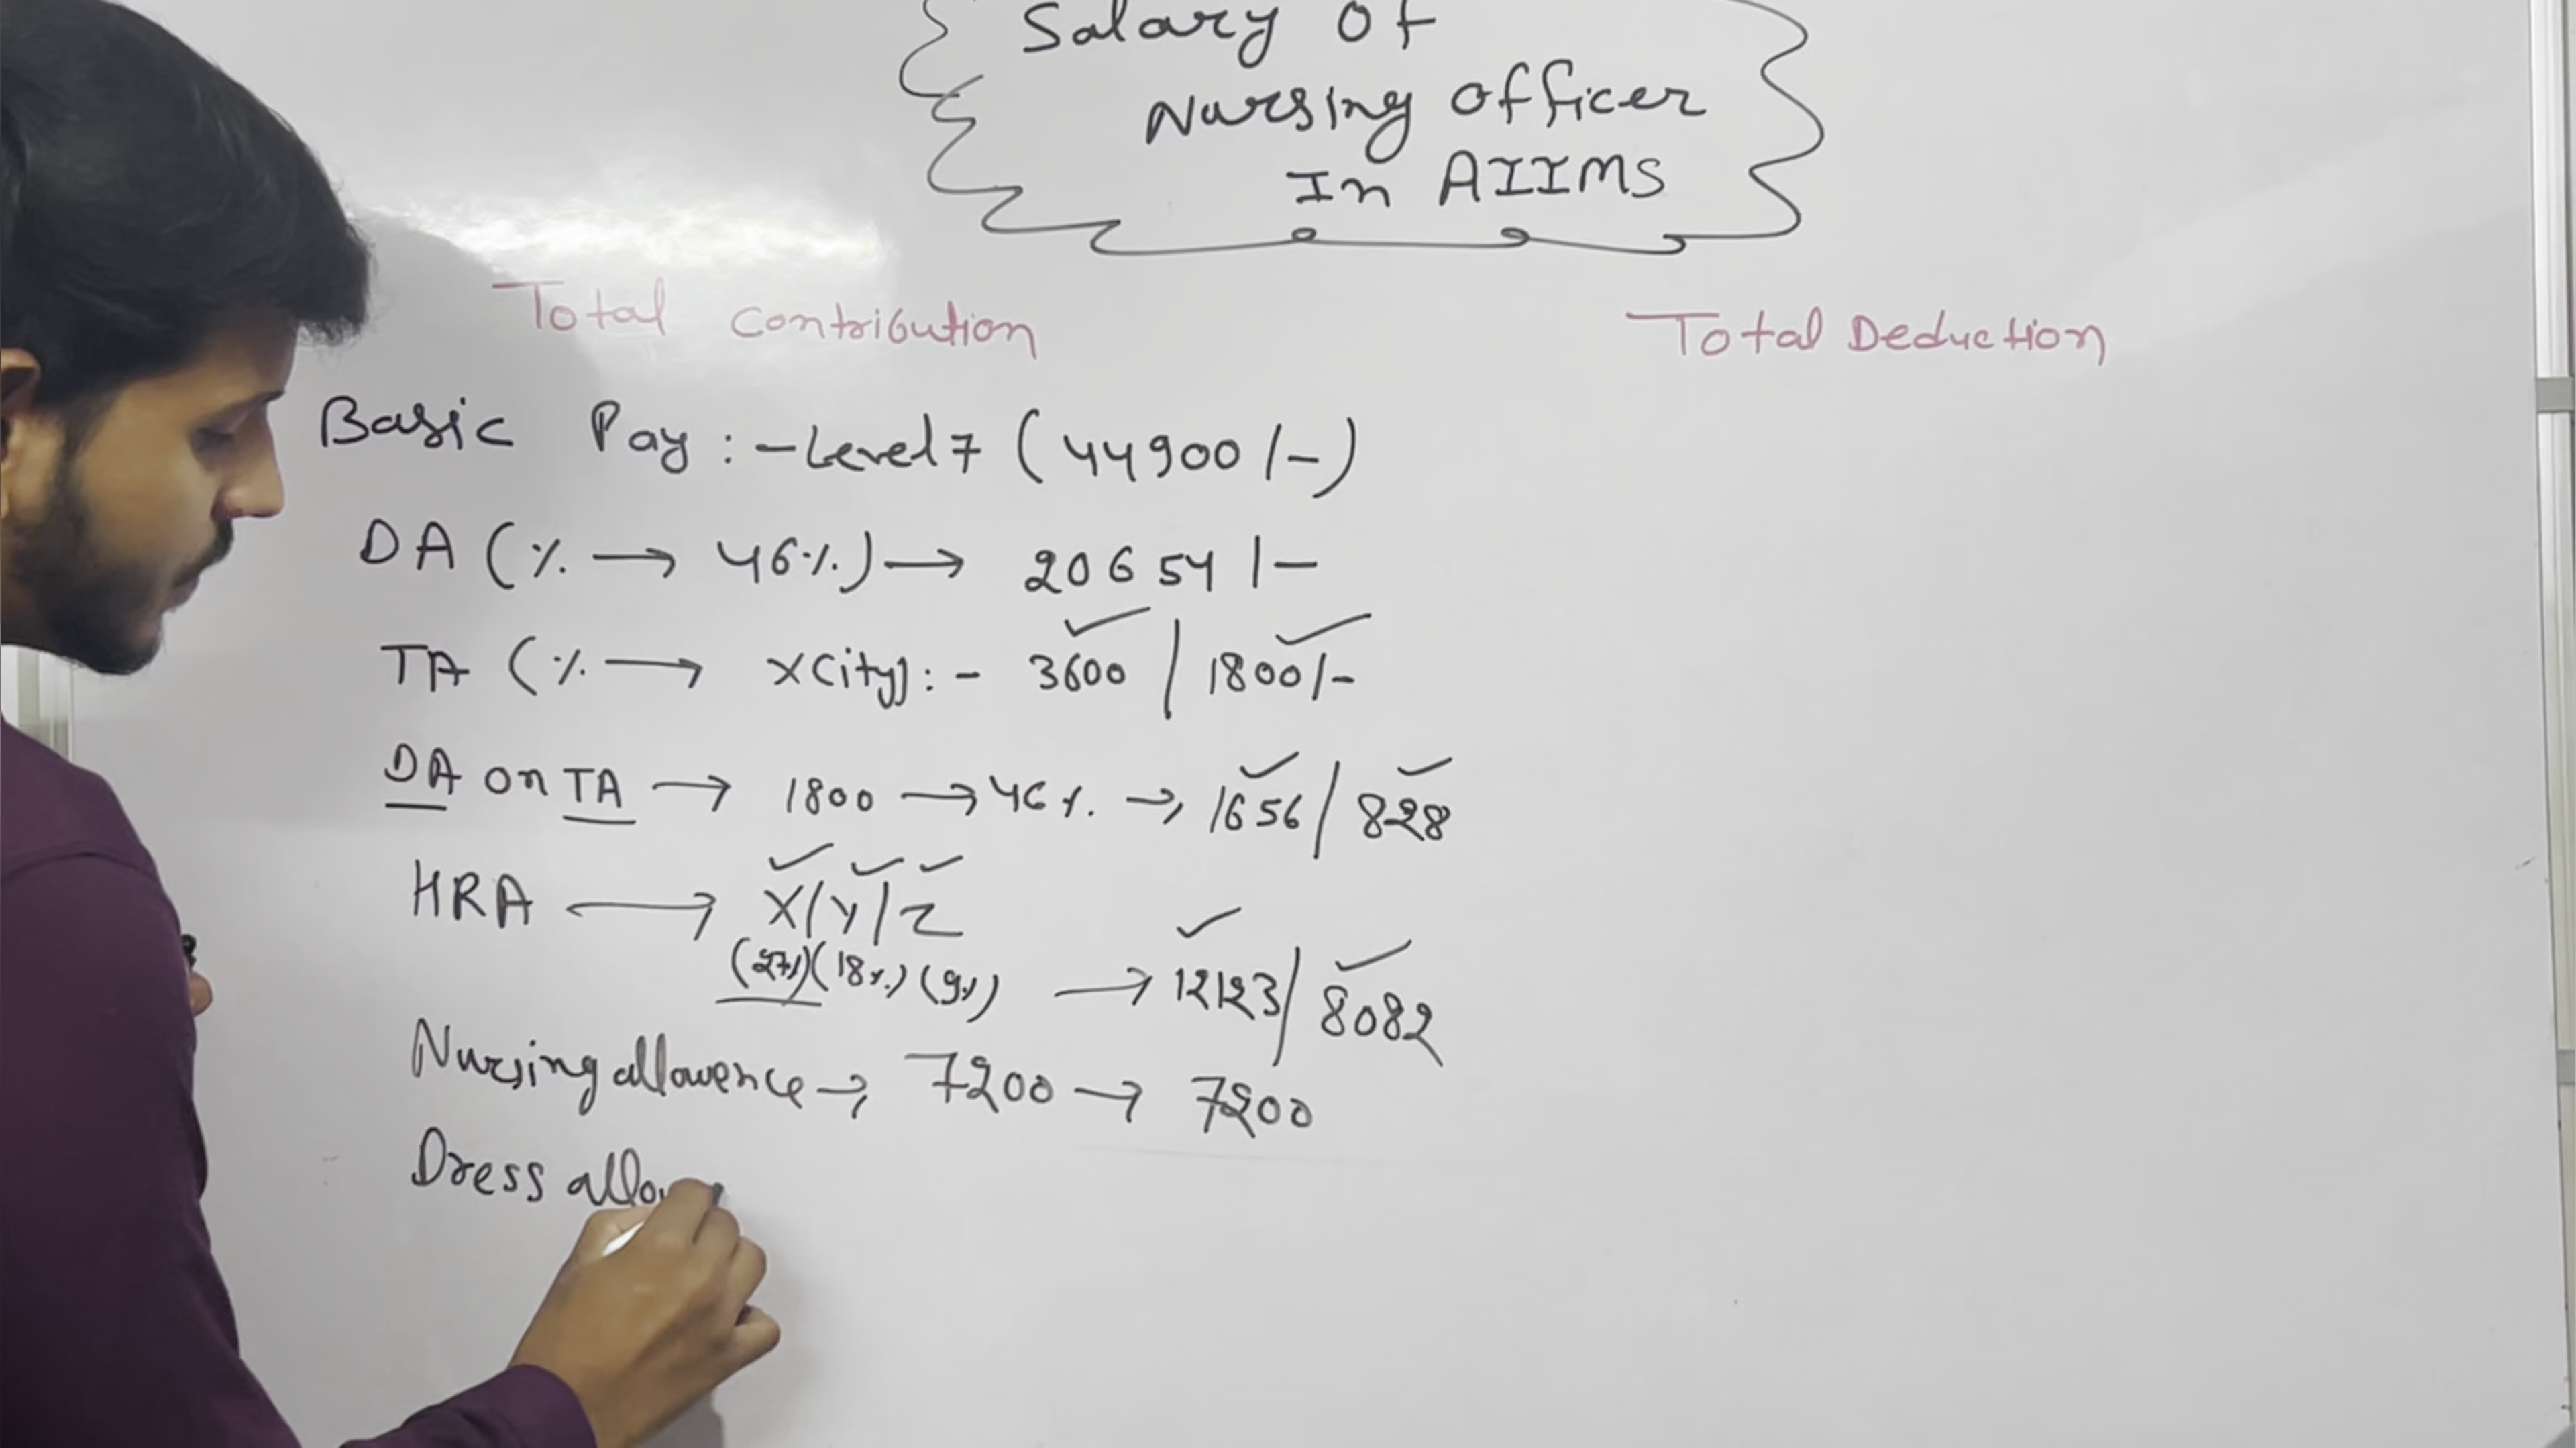 Salary Of
Nursing Officer
In AIIMS
Total Contribution
Total Deduction
Basic Pay :- Level 7 (44900/-)
DA (% → 46%) → 20654/-
TA (% → X City) :- 3600 / 1800/-
DA on TA → 1800 → 46%. → 1656 / 828
HRA → X/Y/Z
(27%) (18%) (9%) → 12123 / 8082
Nursing allowence → 7200 → 7200
Dress allo